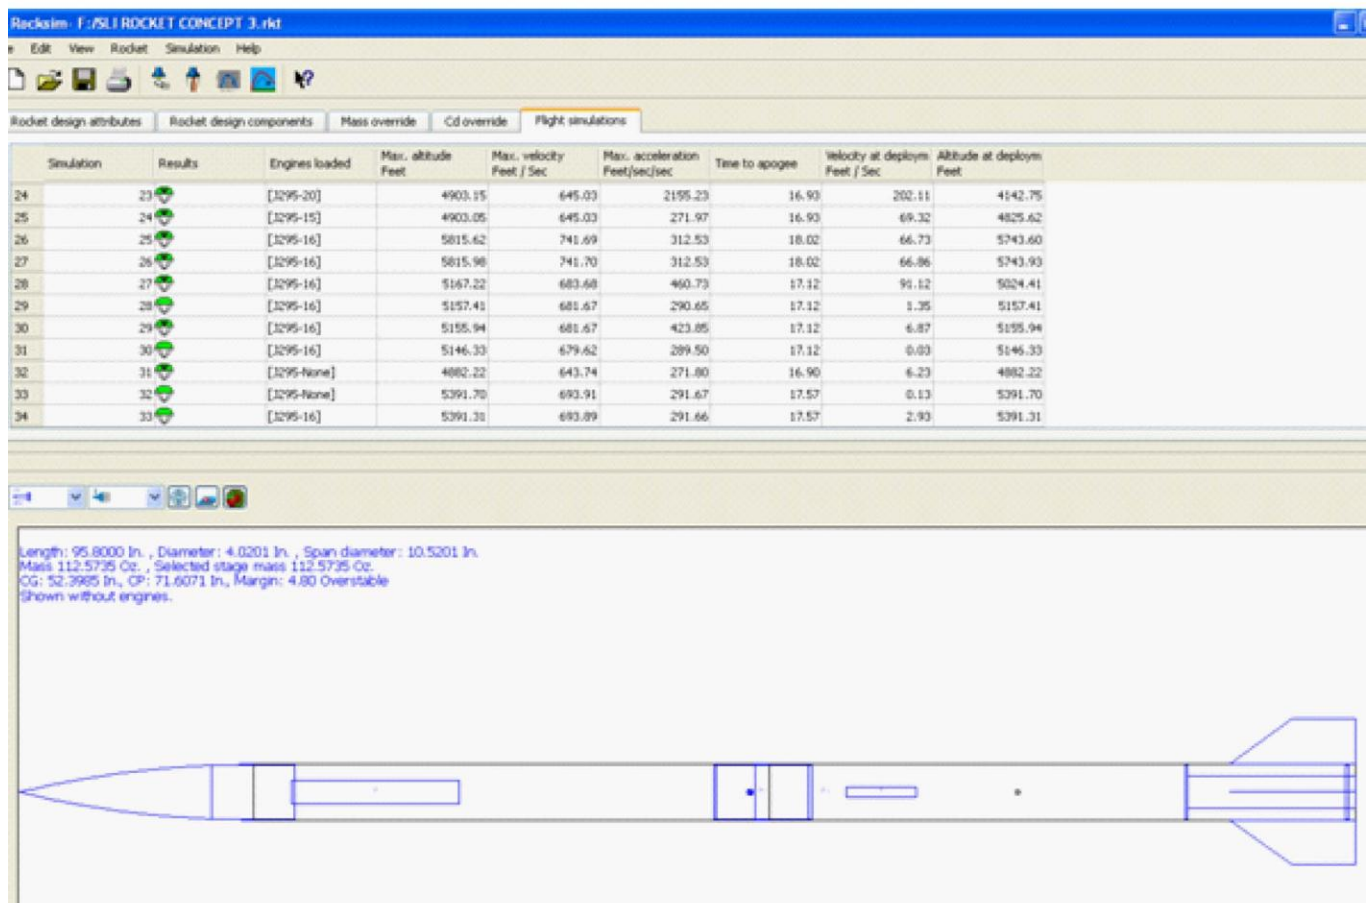 Rocksim- F:/SLI ROCKET CONCEPT 3.rkt
e Edit View Rocket Simulation Help
Rocket design attributes Rocket design components Mass override Cd override Flight simulations
Simulation Results Engines loaded Max. altitude Feet Max. velocity Feet / Sec Max. acceleration Feet/sec/sec Time to apogee Velocity at deploym Feet / Sec Altitude at deploym Feet
24 23 [J295-20] 4903.15 645.03 2155.23 16.93 202.11 4142.75
25 24 [J295-15] 4903.05 645.03 271.97 16.93 69.32 4825.62
26 25 [J295-16] 5815.62 741.69 312.53 18.02 66.73 5743.60
27 26 [J295-16] 5815.98 741.70 312.53 18.02 66.86 5743.93
28 27 [J295-16] 5167.22 683.68 460.73 17.12 91.12 5024.41
29 28 [J295-16] 5157.41 681.67 290.65 17.12 1.35 5157.41
30 29 [J295-16] 5155.94 681.67 423.85 17.12 6.87 5155.94
31 30 [J295-16] 5146.33 679.62 289.50 17.12 0.03 5146.33
32 31 [J295-None] 4882.22 643.74 271.80 16.90 6.23 4882.22
33 32 [J295-None] 5391.70 693.91 291.67 17.57 0.13 5391.70
34 33 [J295-16] 5391.31 693.89 291.66 17.57 2.93 5391.31
Length: 95.8000 In. , Diameter: 4.0201 In. , Span diameter: 10.5201 In.
Mass 112.5735 Oz. , Selected stage mass 112.5735 Oz.
CG: 52.3985 In., CP: 71.6071 In., Margin: 4.80 Overstable
Shown without engines.